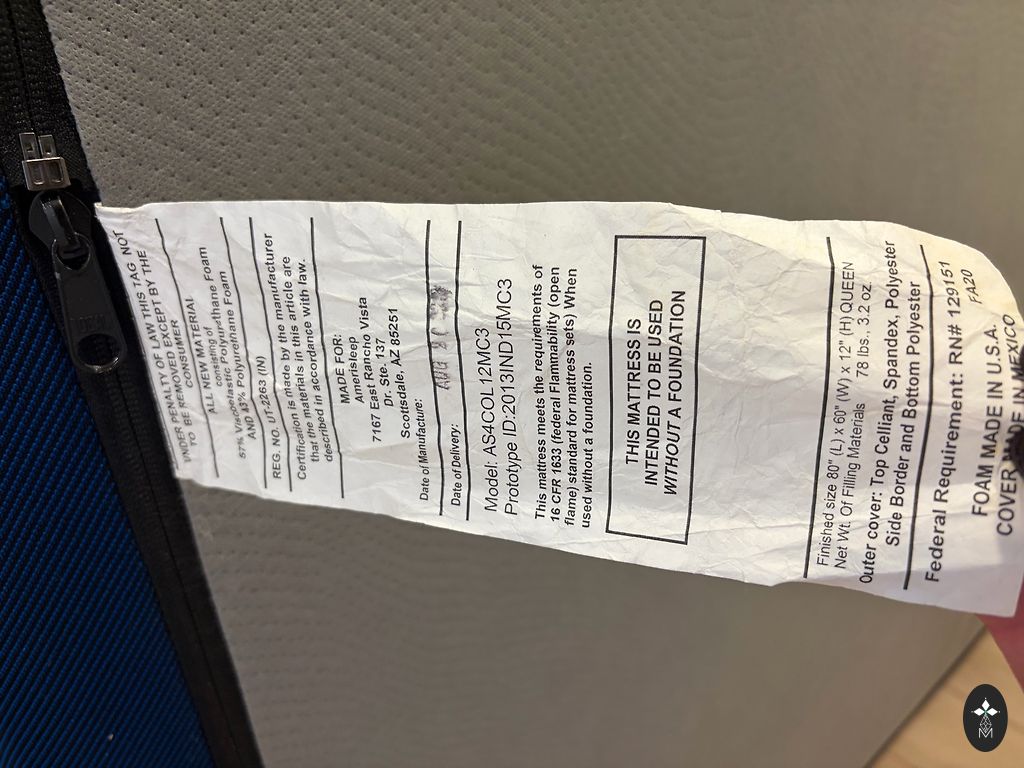 UNDER PENALTY OF LAW THIS TAG NOT
TO BE REMOVED EXCEPT BY THE
CONSUMER
ALL NEW MATERIAL
consisting of
57% Viscoelastic Polyurethane Foam
AND 43% Polyurethane Foam
REG. NO. UT-2263 (IN)
Certification is made by the manufacturer
that the materials in this article are
described in accordance with law.
MADE FOR:
Amerisleep
7167 East Rancho Vista
Dr. Ste. 137
Scottsdale, AZ 85251
Date of Manufacture: AUG
Date of Delivery:
Model: AS4COL12MC3
Prototype ID:2013IND15MC3
This mattress meets the requirements of
16 CFR 1633 (federal Flammability (open
flame) standard for mattress sets) When
used without a foundation.
THIS MATTRESS IS
INTENDED TO BE USED
WITHOUT A FOUNDATION
Finished size 80" (L) x 60" (W) x 12" (H) QUEEN
Net Wt. Of Filling Materials 78 lbs., 3.2 oz.
Outer cover: Top Celliant, Spandex, Polyester
Side Border and Bottom Polyester
Federal Requirement: RN# 129151
FA20
FOAM MADE IN U.S.A.
COVER MADE IN MEXICO